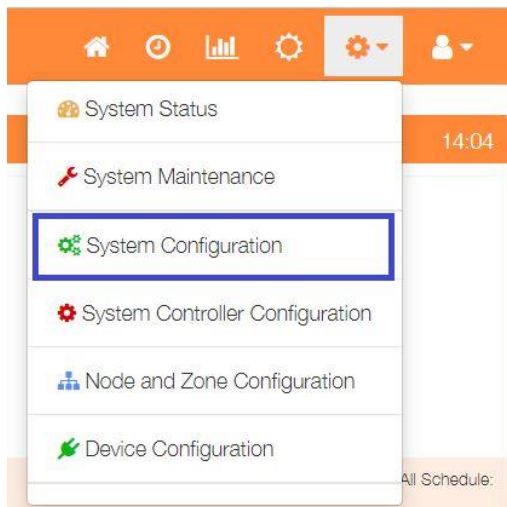 System Status
14:04
System Maintenance
System Configuration
System Controller Configuration
Node and Zone Configuration
Device Configuration
All Schedule: